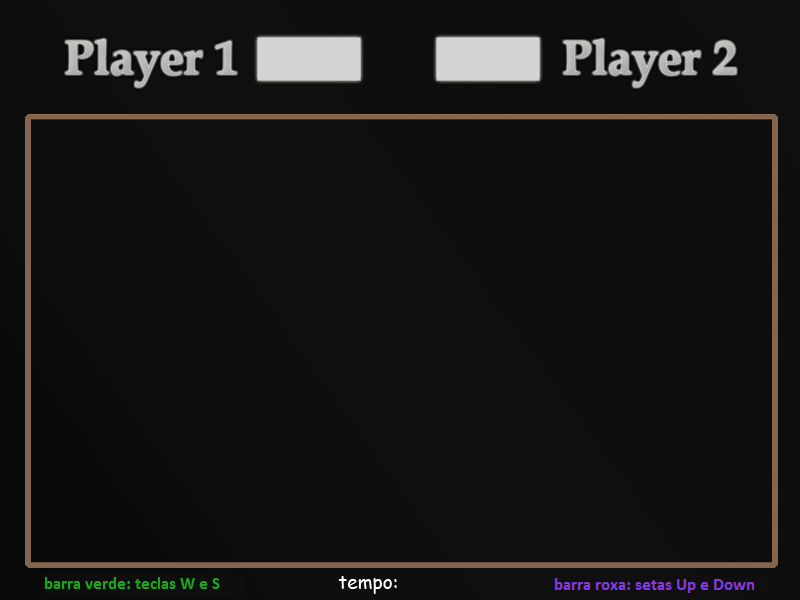 Player 1
Player 2
barra verde: teclas W e S
tempo:
barra roxa: setas Up e Down